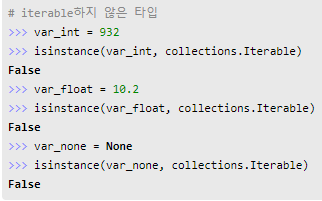 # iterable하지 않은 타입
>>> var_int = 932
>>> isinstance(var_int, collections.Iterable)
False
>>> var_float = 10.2
>>> isinstance(var_float, collections.Iterable)
False
>>> var_none = None
>>> isinstance(var_none, collections.Iterable)
False